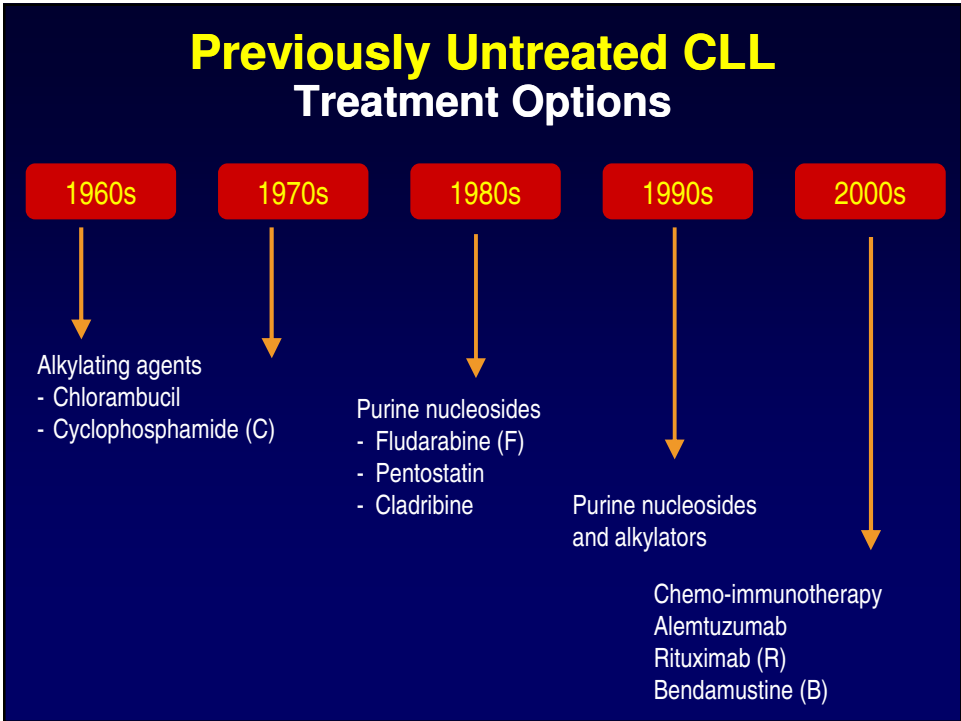 Previously Untreated CLL
Treatment Options
1960s
1970s
1980s
1990s
2000s
Alkylating agents
- Chlorambucil
- Cyclophosphamide (C)
Purine nucleosides
- Fludarabine (F)
- Pentostatin
- Cladribine
Purine nucleosides
and alkylators
Chemo-immunotherapy
Alemtuzumab
Rituximab (R)
Bendamustine (B)